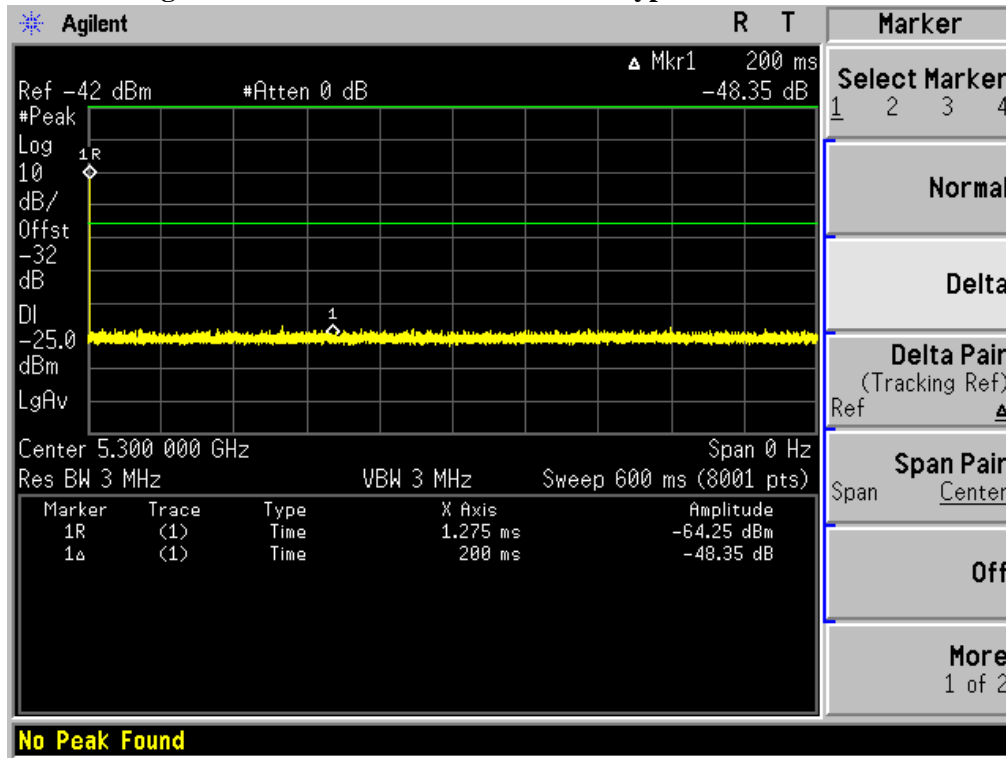 Agilent R T
Marker
Δ Mkr1 200 ms
Ref -42 dBm #Atten 0 dB -48.35 dB
#Peak
Log
10
dB/
Offst
-32
dB
DI
-25.0
dBm
LgAv
1R
1
Center 5.300 000 GHz Span 0 Hz
Res BW 3 MHz VBW 3 MHz Sweep 600 ms (8001 pts)
Marker Trace Type X Axis Amplitude
1R (1) Time 1.275 ms -64.25 dBm
1Δ (1) Time 200 ms -48.35 dB
Select Marker
1 2 3 4
Normal
Delta
Delta Pair
(Tracking Ref)
Ref Δ
Span Pair
Span Center
Off
More
1 of 2
No Peak Found